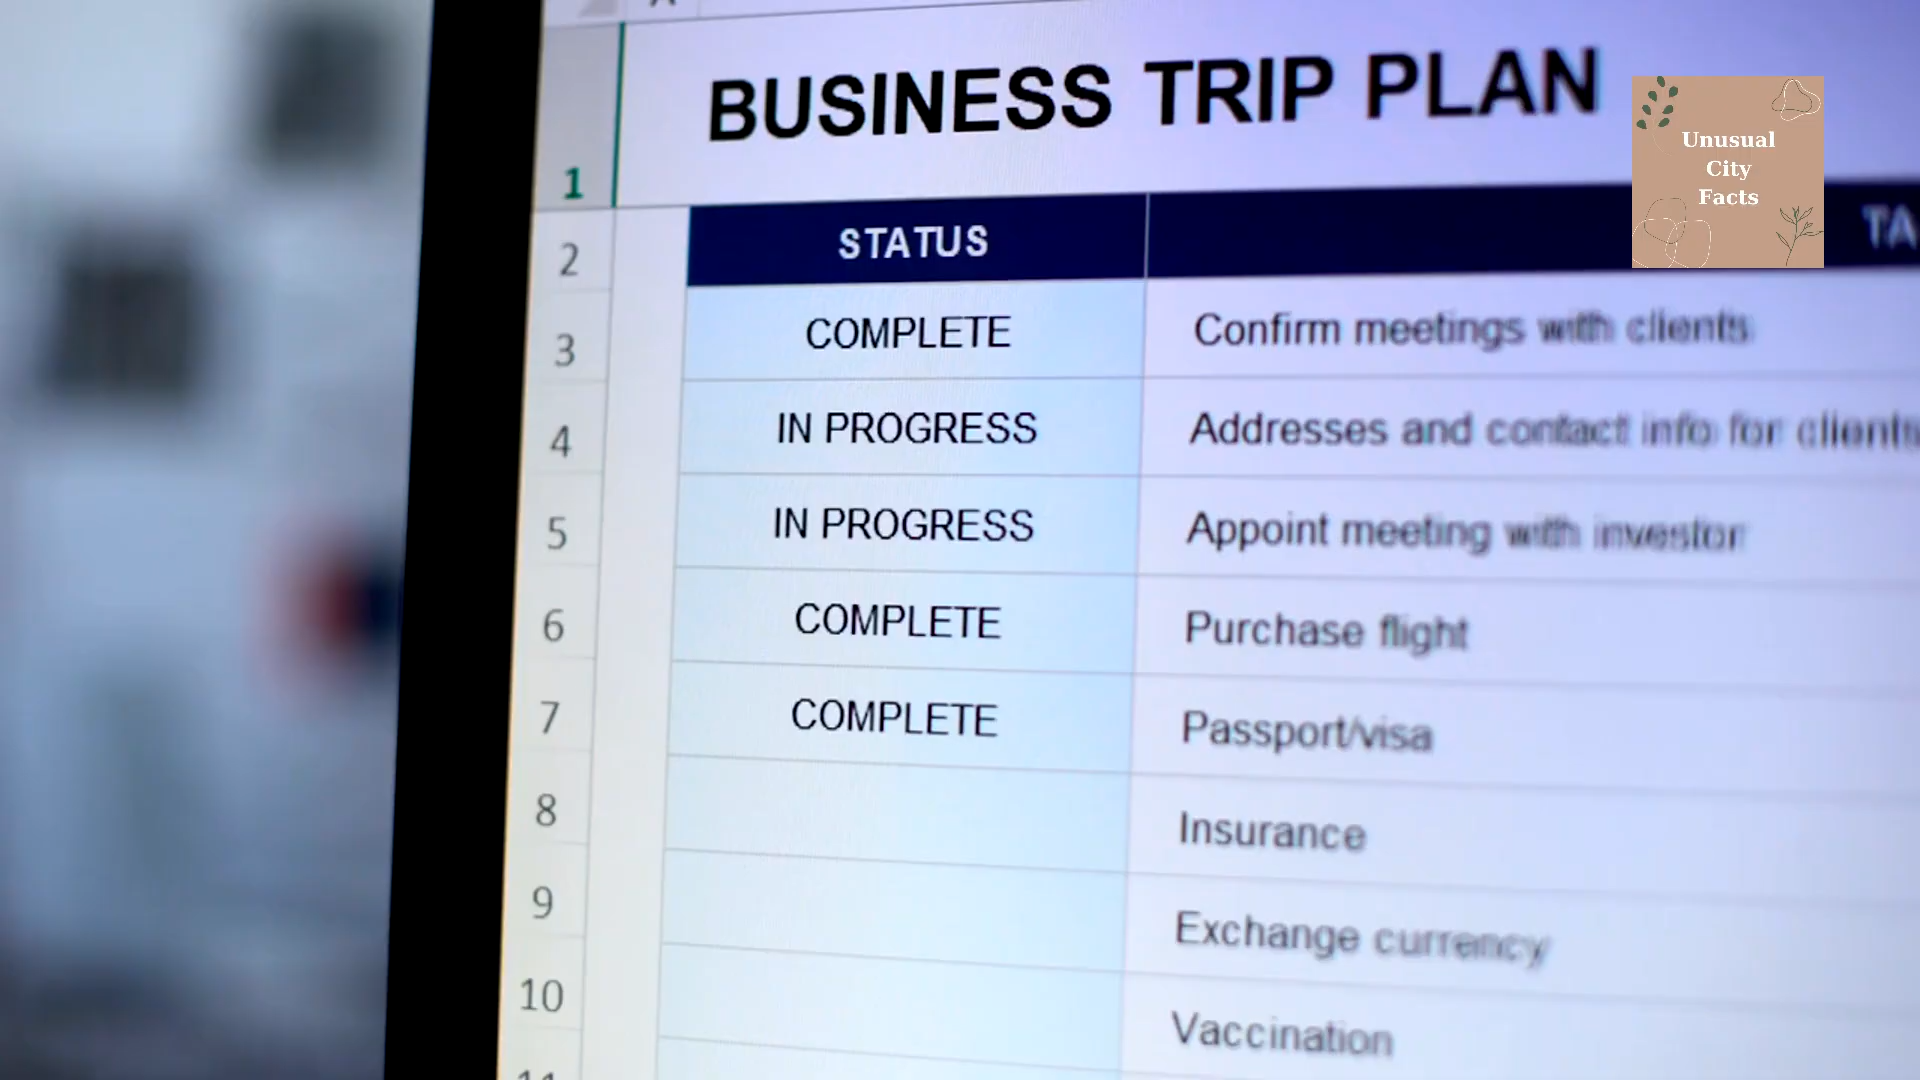 BUSINESS TRIP PLAN
Unusual
City
Facts
1
2 STATUS TA
3 COMPLETE Confirm meetings with clients
4 IN PROGRESS Addresses and contact info for clients
5 IN PROGRESS Appoint meeting with investor
6 COMPLETE Purchase flight
7 COMPLETE Passport/visa
8 Insurance
9 Exchange currency
10 Vaccination